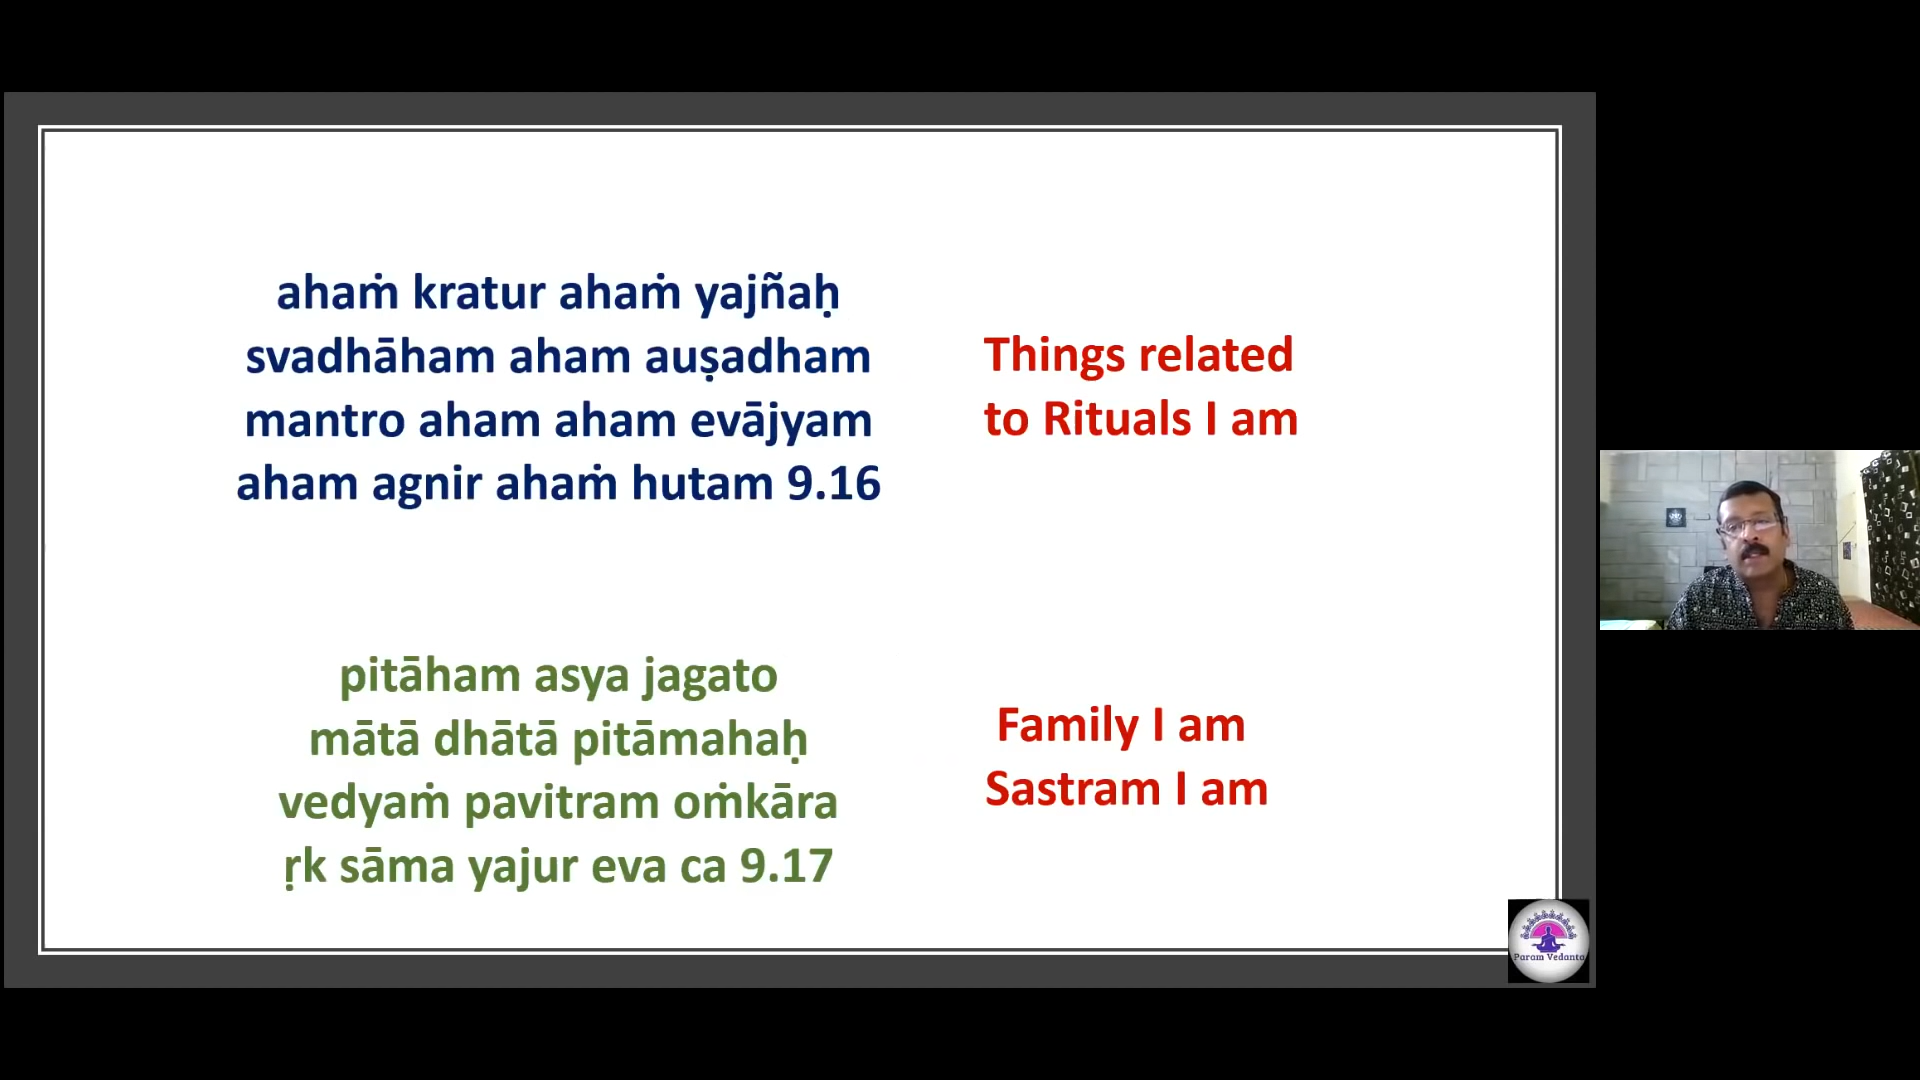 ahaṁ kratur ahaṁ yajñaḥ
svadhāham aham auṣadham
mantro aham aham evājyam
aham agnir ahaṁ hutam 9.16
Things related
to Rituals I am
pitāham asya jagato
mātā dhātā pitāmahaḥ
vedyaṁ pavitram oṁkāra
ṛk sāma yajur eva ca 9.17
Family I am
Sastram I am
Param Vedanta